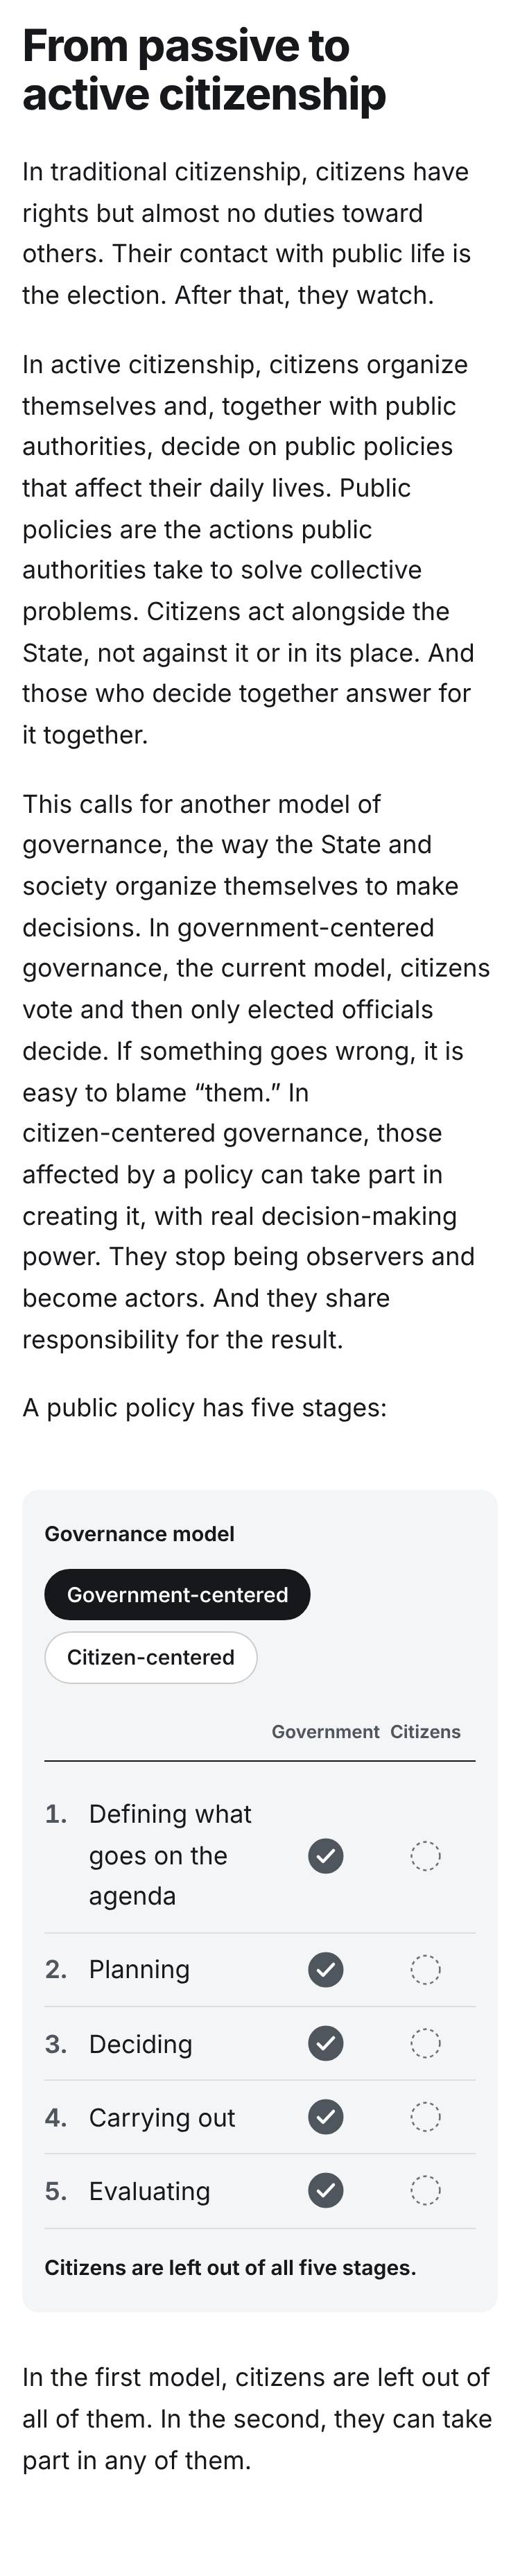 From passive to
active citizenship
In traditional citizenship, citizens have
rights but almost no duties toward
others. Their contact with public life is
the election. After that, they watch.
In active citizenship, citizens organize
themselves and, together with public
authorities, decide on public policies
that affect their daily lives. Public
policies are the actions public
authorities take to solve collective
problems. Citizens act alongside the
State, not against it or in its place. And
those who decide together answer for
it together.
This calls for another model of
governance, the way the State and
society organize themselves to make
decisions. In government-centered
governance, the current model, citizens
vote and then only elected officials
decide. If something goes wrong, it is
easy to blame “them.” In
citizen-centered governance, those
affected by a policy can take part in
creating it, with real decision-making
power. They stop being observers and
become actors. And they share
responsibility for the result.
A public policy has five stages:
Governance model
Government-centered
Citizen-centered
Government Citizens
1. Defining what
goes on the
agenda
2. Planning
3. Deciding
4. Carrying out
5. Evaluating
Citizens are left out of all five stages.
In the first model, citizens are left out of
all of them. In the second, they can take
part in any of them.